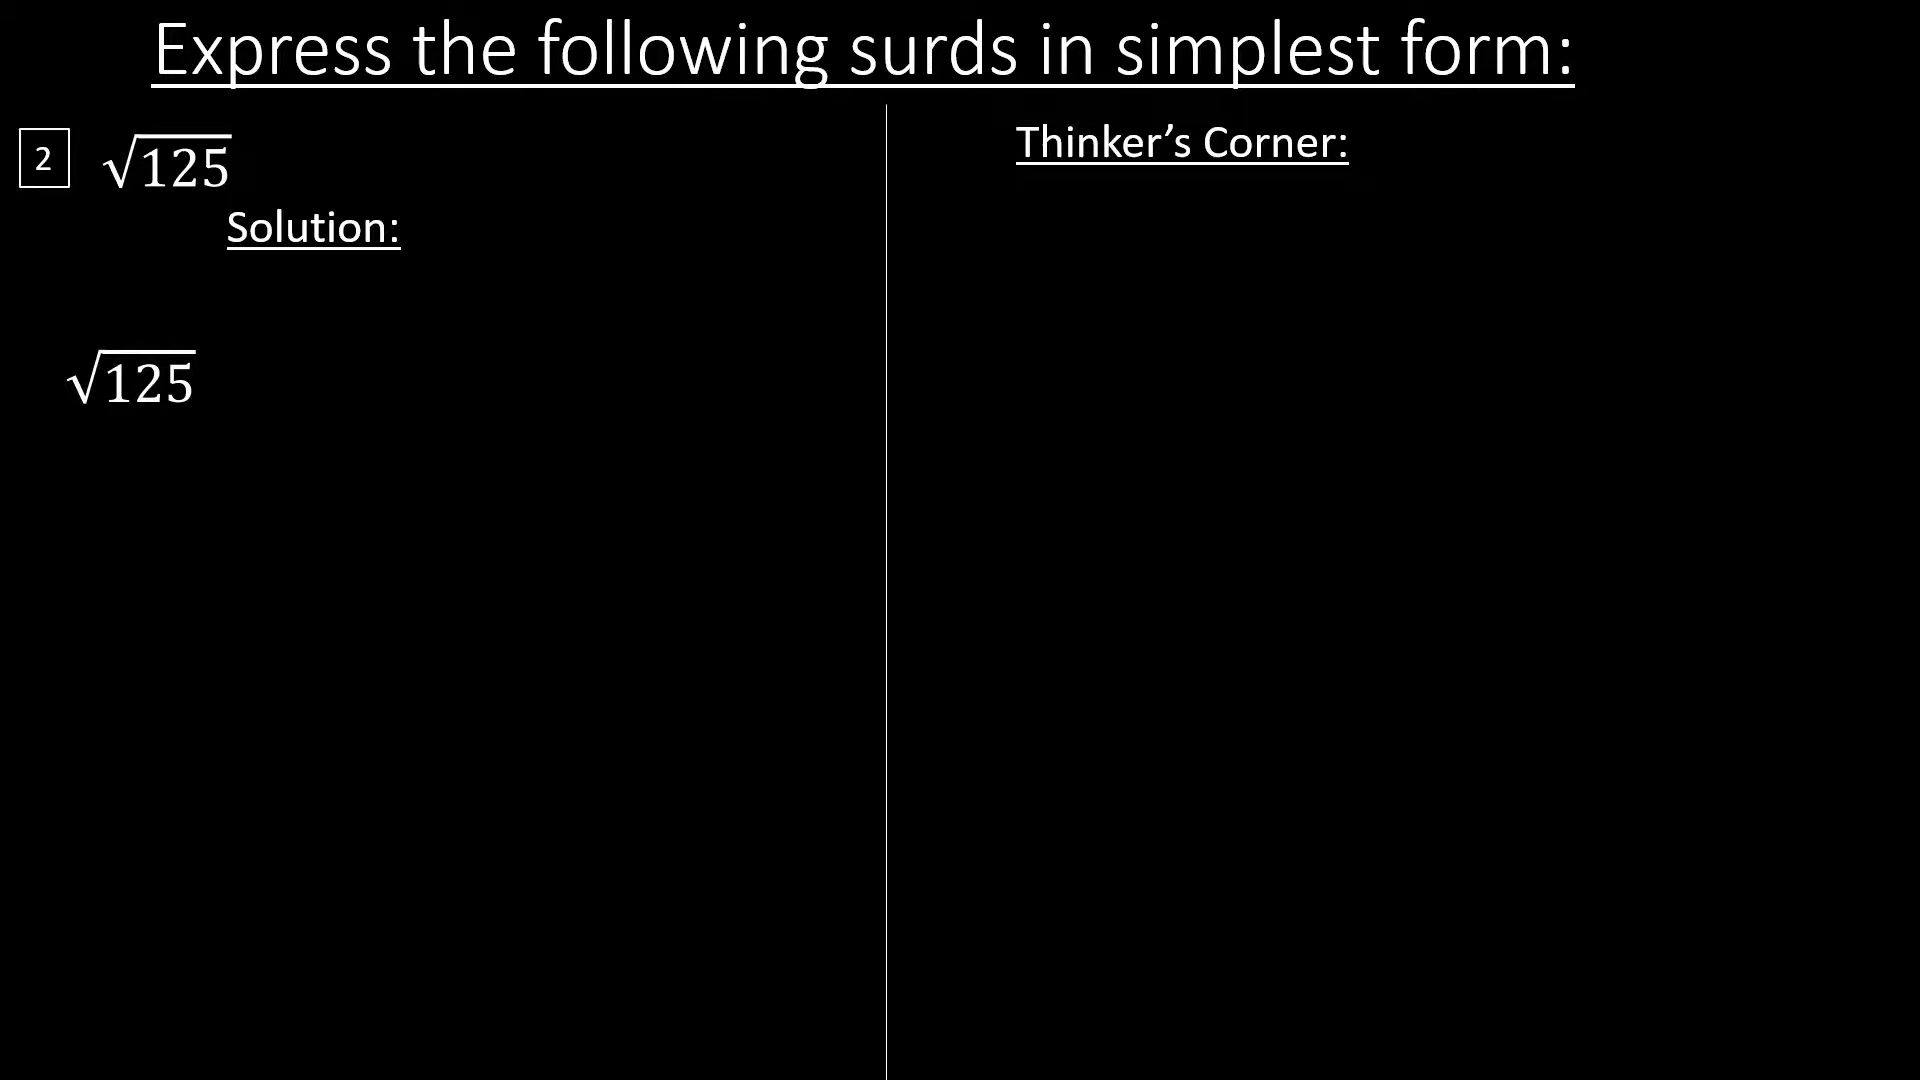 Express the following surds in simplest form:
2 √125
Solution:
√125
Thinker’s Corner: